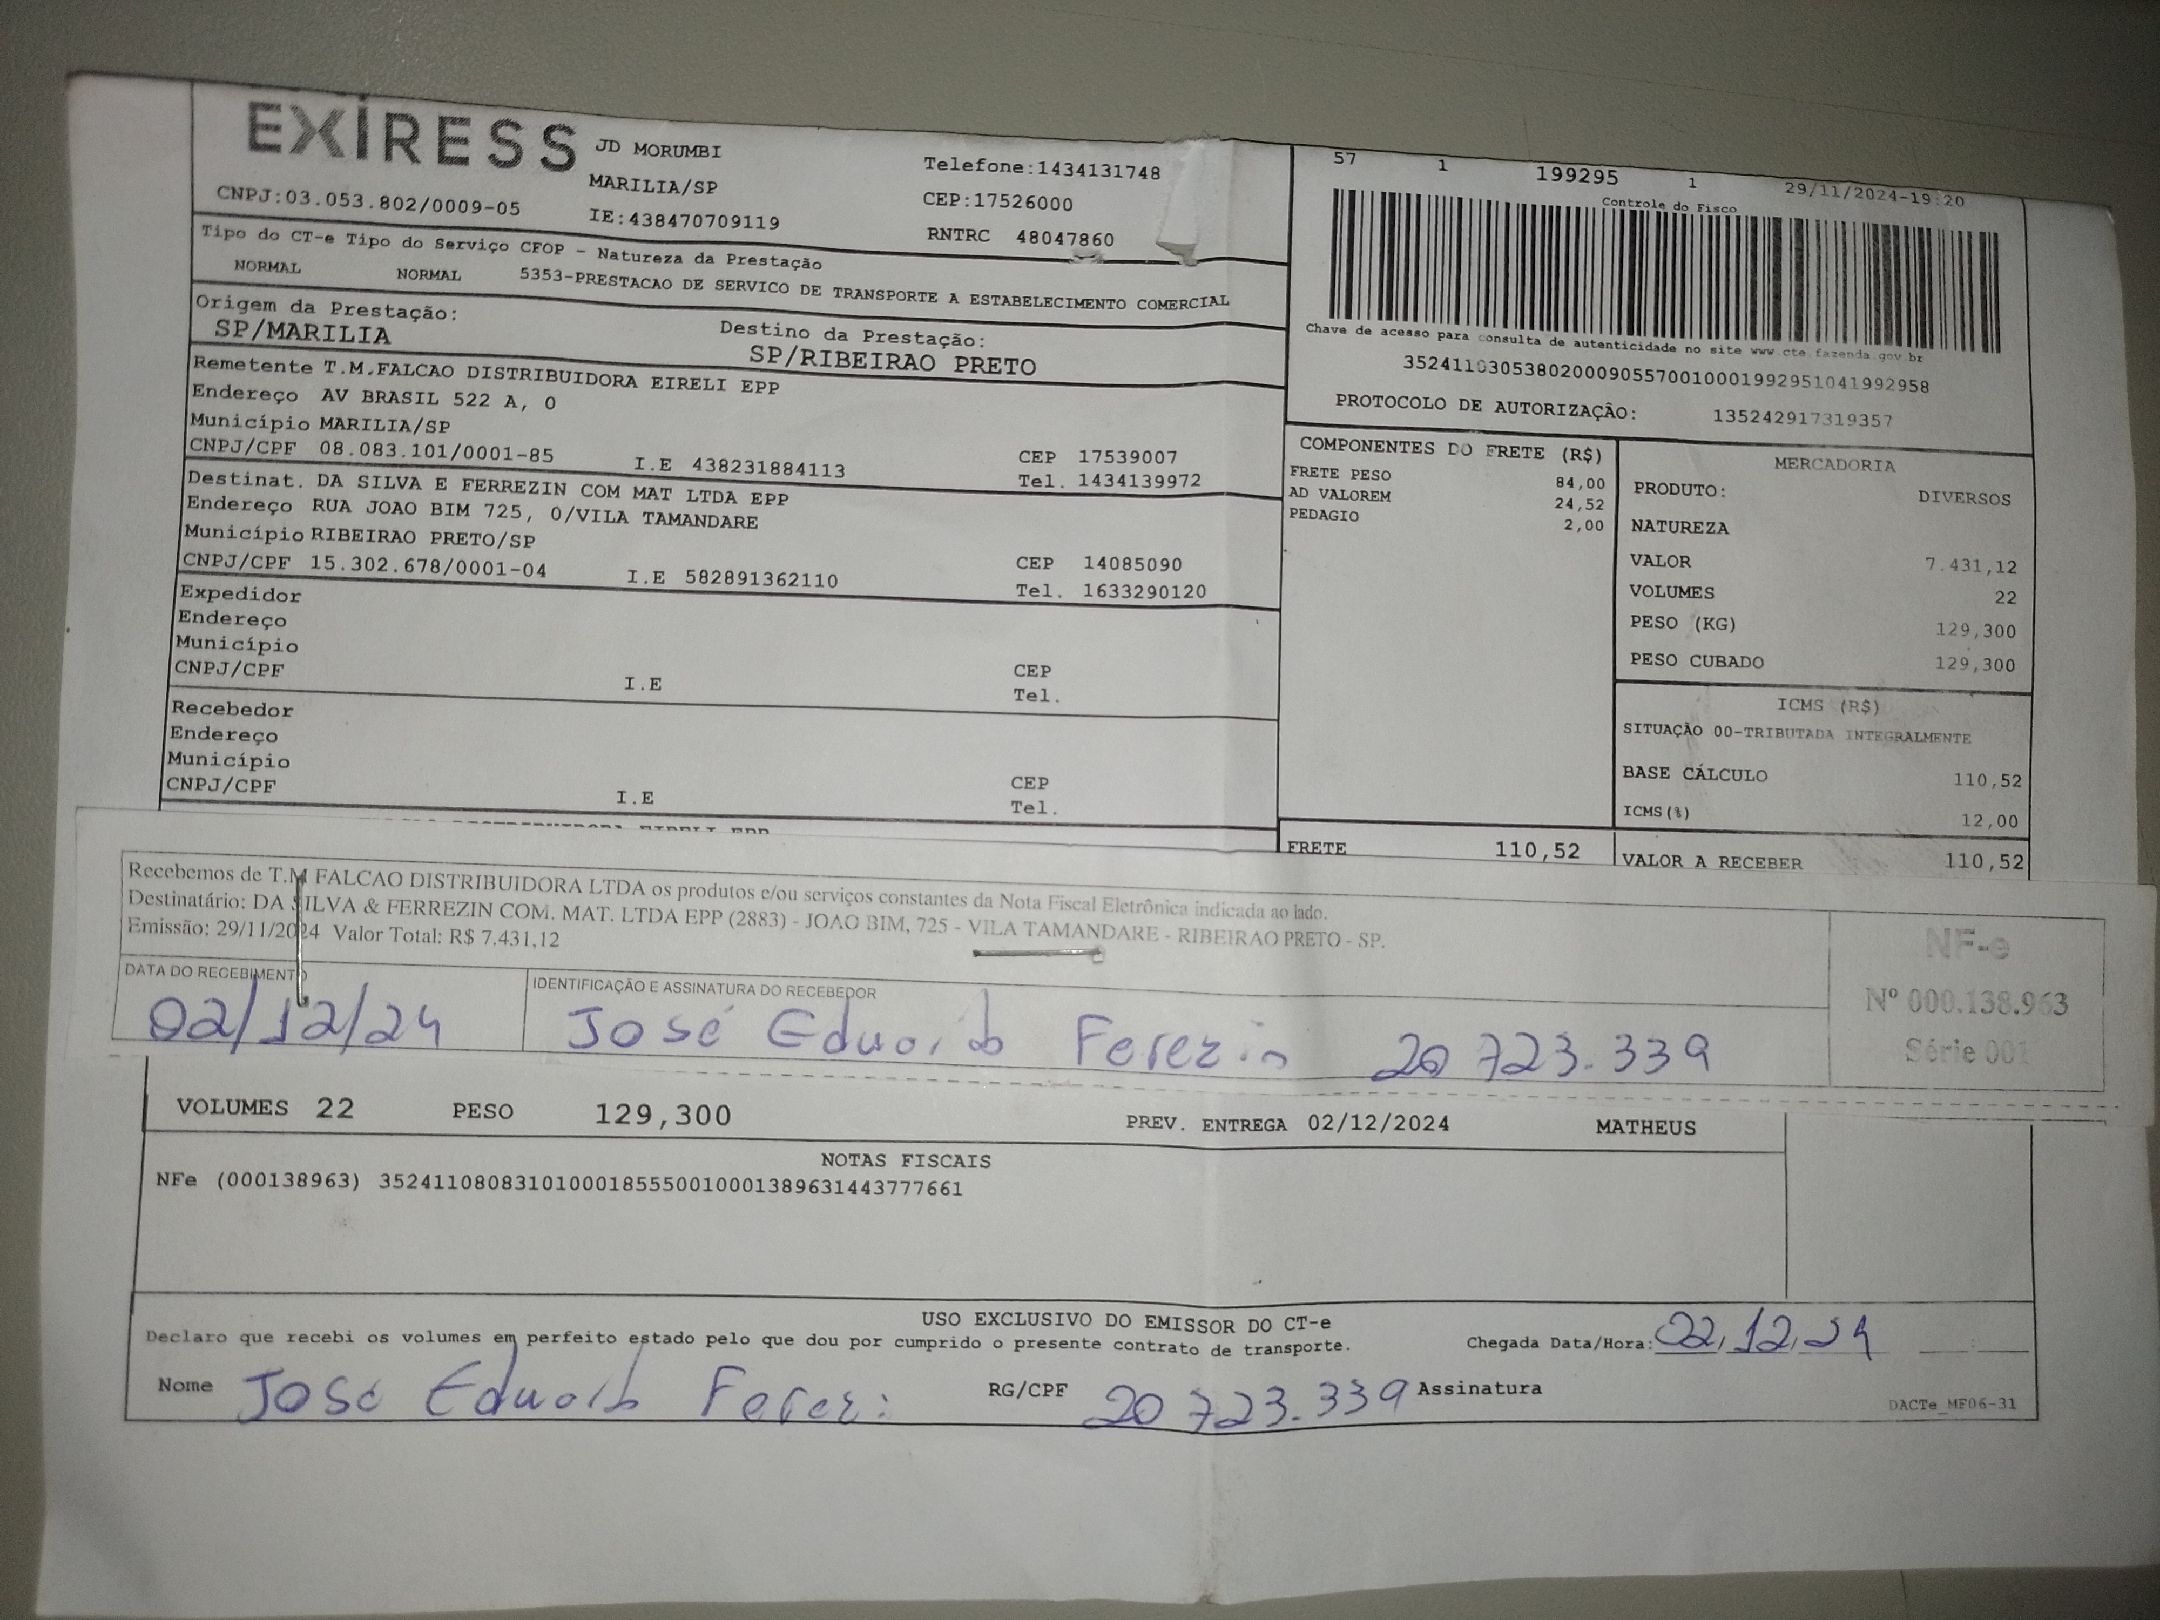 EXIRESS
JD MORUMBI
MARILIA/SP
CNPJ:03.053.802/0009-05
IE:438470709119
Telefone:1434131748
CEP:17526000
RNTRC 48047860
57 1 199295 1 29/11/2024-19:20
Controle do Fisco
Chave de acesso para consulta de autenticidade no site www.cte.fazenda.gov.br
35241103053802000905570010001992951041992958
PROTOCOLO DE AUTORIZAÇÃO: 135242917319357
Tipo do CT-e Tipo do Serviço CFOP - Natureza da Prestação
NORMAL NORMAL 5353-PRESTACAO DE SERVICO DE TRANSPORTE A ESTABELECIMENTO COMERCIAL
Origem da Prestação: Destino da Prestação:
SP/MARILIA SP/RIBEIRAO PRETO
Remetente T.M.FALCAO DISTRIBUIDORA EIRELI EPP
Endereço AV BRASIL 522 A, 0
Município MARILIA/SP CEP 17539007
CNPJ/CPF 08.083.101/0001-85 I.E 438231884113 Tel. 1434139972
Destinat. DA SILVA E FERREZIN COM MAT LTDA EPP
Endereço RUA JOAO BIM 725, 0/VILA TAMANDARE
Município RIBEIRAO PRETO/SP CEP 14085090
CNPJ/CPF 15.302.678/0001-04 I.E 582891362110 Tel. 1633290120
Expedidor
Endereço
Município CEP
CNPJ/CPF I.E Tel.
Recebedor
Endereço
Município CEP
CNPJ/CPF I.E Tel.
COMPONENTES DO FRETE (R$)
FRETE PESO 84,00
AD VALOREM 24,52
PEDAGIO 2,00
FRETE 110,52
MERCADORIA
PRODUTO: DIVERSOS
NATUREZA
VALOR 7.431,12
VOLUMES 22
PESO (KG) 129,300
PESO CUBADO 129,300
ICMS (R$)
SITUAÇÃO 00-TRIBUTADA INTEGRALMENTE
BASE CÁLCULO 110,52
ICMS(%) 12,00
VALOR A RECEBER 110,52
Recebemos de T.M FALCAO DISTRIBUIDORA LTDA os produtos e/ou serviços constantes da Nota Fiscal Eletrônica indicada ao lado.
Destinatário: DA SILVA & FERREZIN COM. MAT. LTDA EPP (2883) - JOAO BIM, 725 - VILA TAMANDARE - RIBEIRAO PRETO - SP.
Emissão: 29/11/2024 Valor Total: R$ 7.431,12
DATA DO RECEBIMENTO IDENTIFICAÇÃO E ASSINATURA DO RECEBEDOR
02/12/24 José Eduardo Ferezin 20 723.339
NF-e
Nº 000.138.963
Série 001
VOLUMES 22 PESO 129,300 PREV. ENTREGA 02/12/2024 MATHEUS
NOTAS FISCAIS
NFe (000138963) 35241108083101000185550010001389631443777661
USO EXCLUSIVO DO EMISSOR DO CT-e
Declaro que recebi os volumes em perfeito estado pelo que dou por cumprido o presente contrato de transporte. Chegada Data/Hora: 02,12,24
Nome José Eduardo Ferezi RG/CPF 20 723.339 Assinatura
DACTe_MF06-31